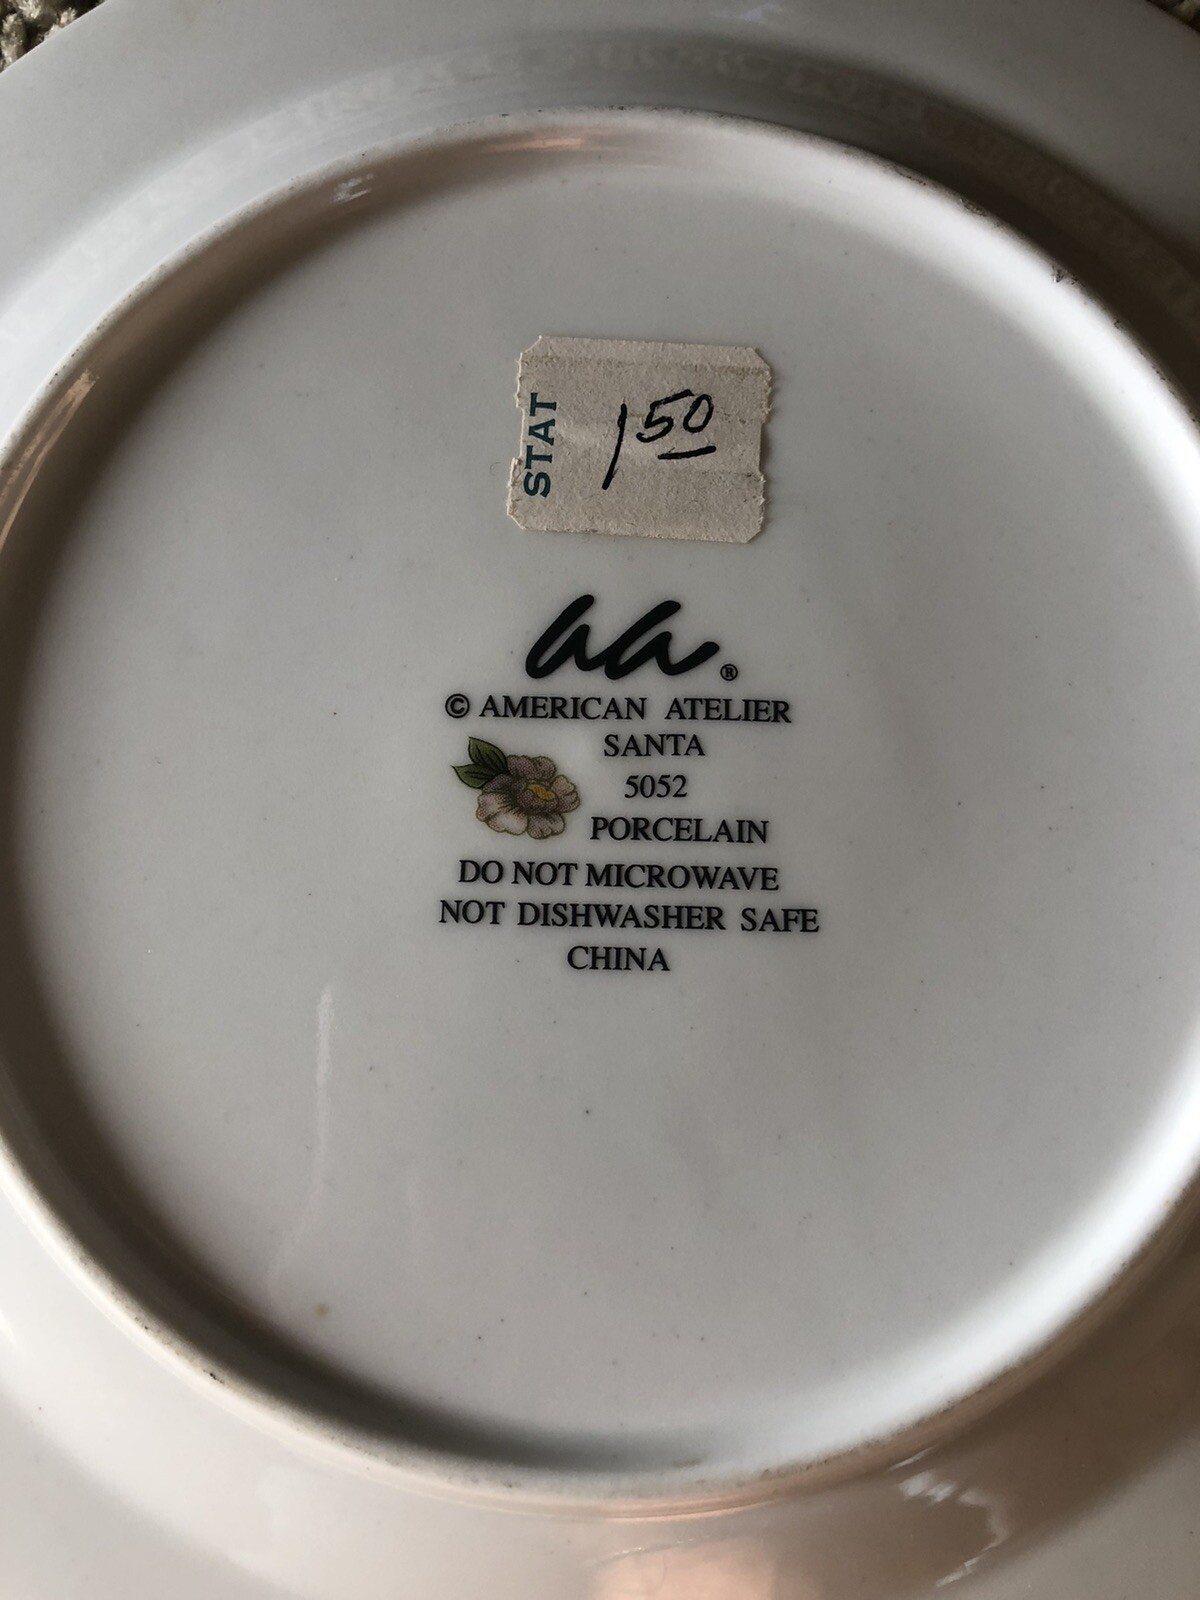 STAT
1 50
aa®
© AMERICAN ATELIER
SANTA
5052
PORCELAIN
DO NOT MICROWAVE
NOT DISHWASHER SAFE
CHINA